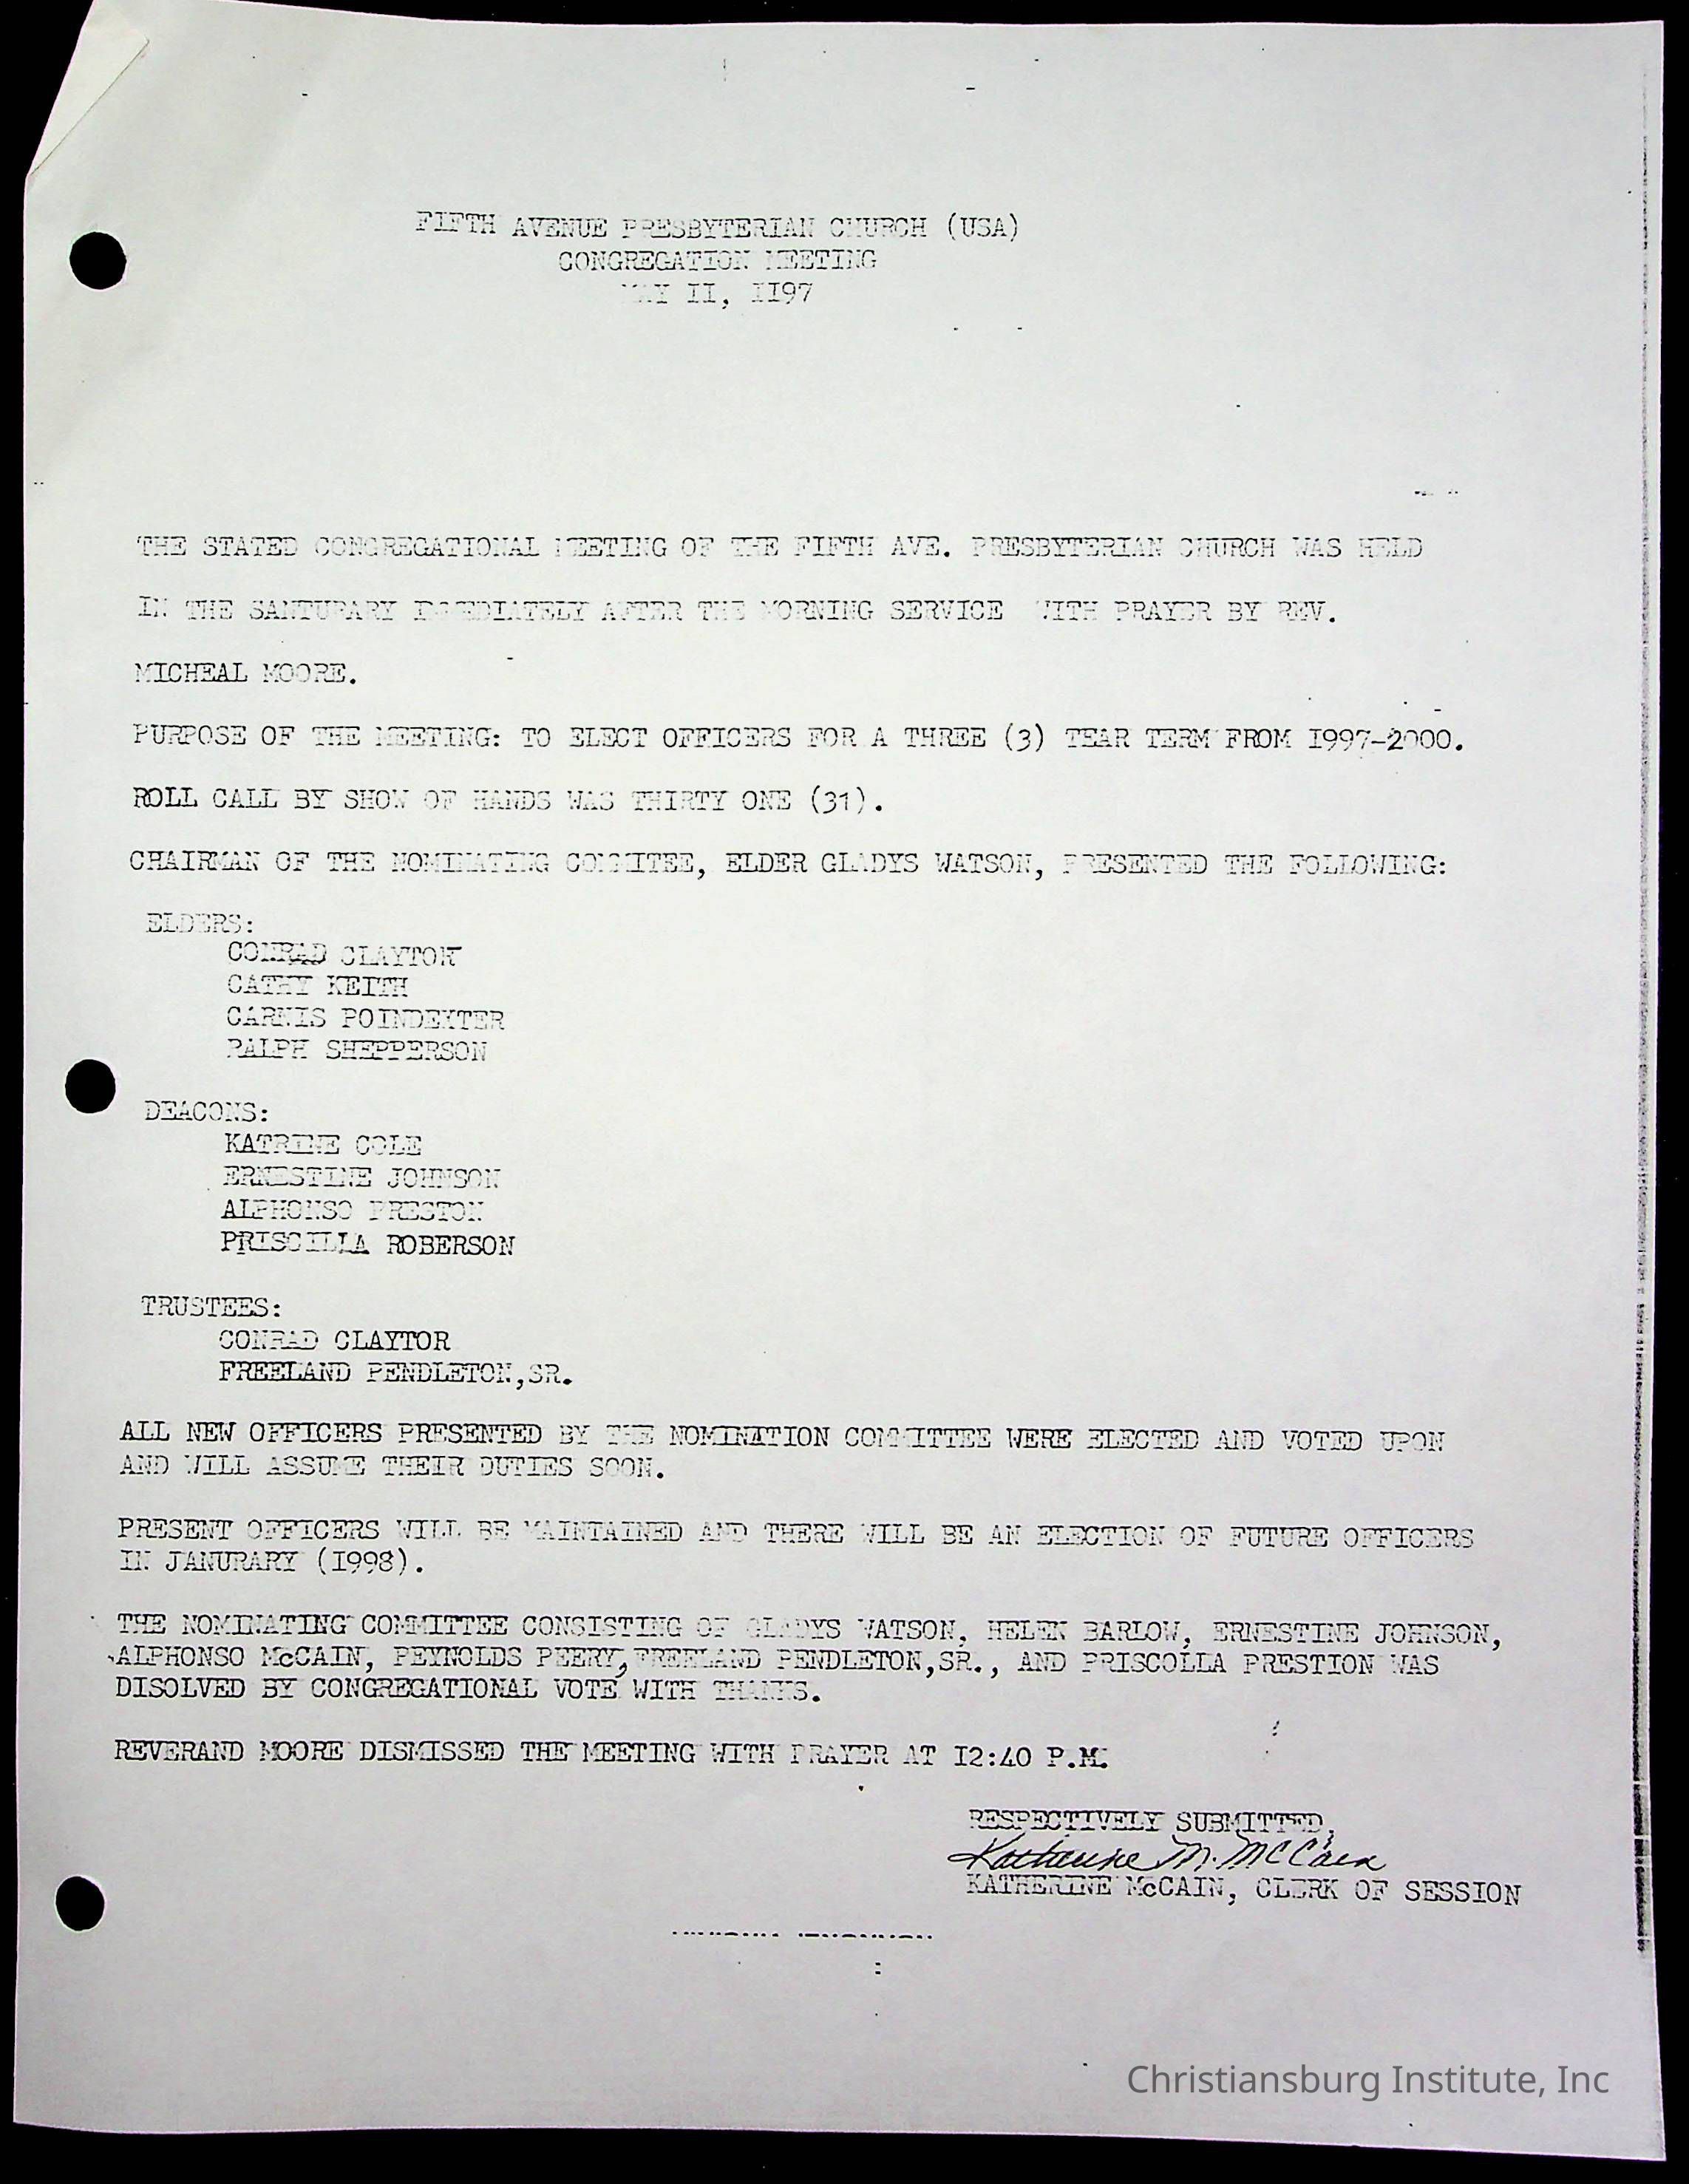 FIFTH AVENUE PRESBYTERIAN CHURCH (USA)
CONGREGATION MEETING
MAY II, II97
THE STATED CONGREGATIONAL MEETING OF THE FIFTH AVE. PRESBYTERIAN CHURCH WAS HELD
IN THE SANTURARY IMMEDIATELY AFTER THE MORNING SERVICE WITH PRAYER BY REV.
MICHEAL MOORE.
PURPOSE OF THE MEETING: TO ELECT OFFICERS FOR A THREE (3) TEAR TERM FROM I997-2000.
ROLL CALL BY SHOW OF HANDS WAS THIRTY ONE (31).
CHAIRMAN OF THE NOMINATING COMMITEE, ELDER GLADYS WATSON, PRESENTED THE FOLLOWING:
ELDERS:
CONRAD CLAYTOR
CATHY KEITH
CARNIS POINDEXTER
RALPH SHEPPERSON
DEACONS:
KATRINE COLE
ERNESTINE JOHNSON
ALPHONSO PRESTON
PRISCILLA ROBERSON
TRUSTEES:
CONRAD CLAYTOR
FREELAND PENDLETON,SR.
ALL NEW OFFICERS PRESENTED BY THE NOMINATION COMMITTEE WERE ELECTED AND VOTED UPON
AND WILL ASSUME THEIR DUTIES SOON.
PRESENT OFFICERS WILL BE MAINTAINED AND THERE WILL BE AN ELECTION OF FUTURE OFFICERS
IN JANURARY (I998).
THE NOMINATING COMMITTEE CONSISTING OF GLADYS WATSON, HELEN BARLOW, ERNESTINE JOHNSON,
ALPHONSO McCAIN, REYNOLDS PEERY, FREELAND PENDLETON,SR., AND PRISCOLLA PRESTION WAS
DISOLVED BY CONGREGATIONAL VOTE WITH THANKS.
REVERAND MOORE DISMISSED THE MEETING WITH PRAYER AT I2:40 P.M.
RESPECTIVELY SUBMITTED,
Katherine M. McCain
KATHERINE McCAIN, CLERK OF SESSION
Christiansburg Institute, Inc